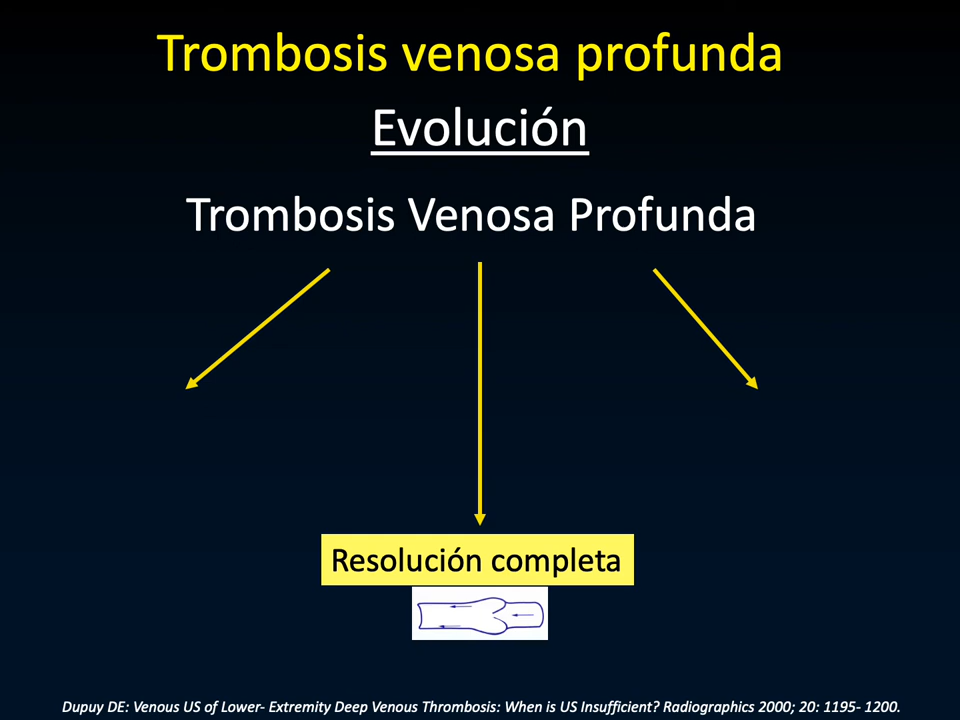 Trombosis venosa profunda
Evolución
Trombosis Venosa Profunda
Resolución completa
Dupuy DE: Venous US of Lower- Extremity Deep Venous Thrombosis: When is US Insufficient? Radiographics 2000; 20: 1195- 1200.